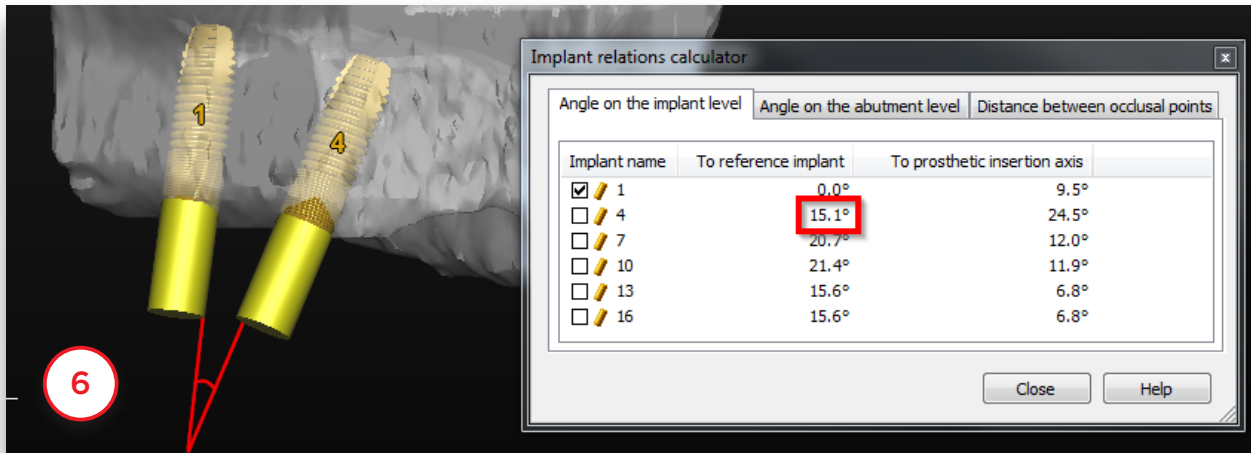 Implant relations calculator
Angle on the implant level Angle on the abutment level Distance between occlusal points
Implant name To reference implant To prosthetic insertion axis
1 0.0° 9.5°
4 15.1° 24.5°
7 20.7° 12.0°
10 21.4° 11.9°
13 15.6° 6.8°
16 15.6° 6.8°
Close Help
1
4
6